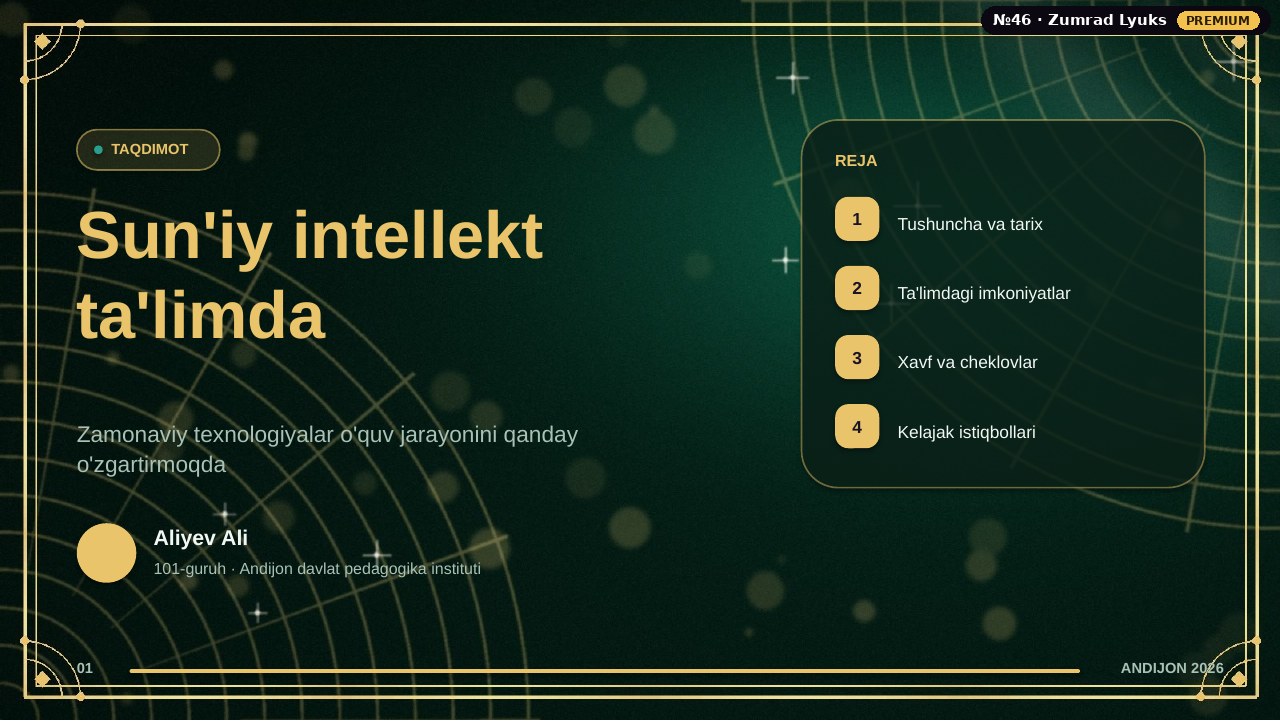 №46 · Zumrad Lyuks PREMIUM
TAQDIMOT
Sun'iy intellekt
ta'limda
Zamonaviy texnologiyalar o'quv jarayonini qanday
o'zgartirmoqda
Aliyev Ali
101-guruh · Andijon davlat pedagogika instituti
REJA
1 Tushuncha va tarix
2 Ta'limdagi imkoniyatlar
3 Xavf va cheklovlar
4 Kelajak istiqbollari
01
ANDIJON 2026